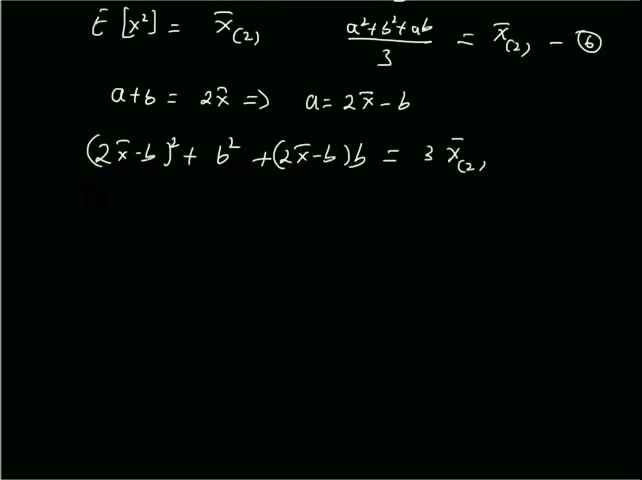 E [x²] = x̄₍₂₎    (a²+b²+ab)/3 = x̄₍₂₎ – ⑥
a+b = 2x̄ => a = 2x̄ – b
(2x̄-b)² + b² + (2x̄-b)b = 3 x̄₍₂₎